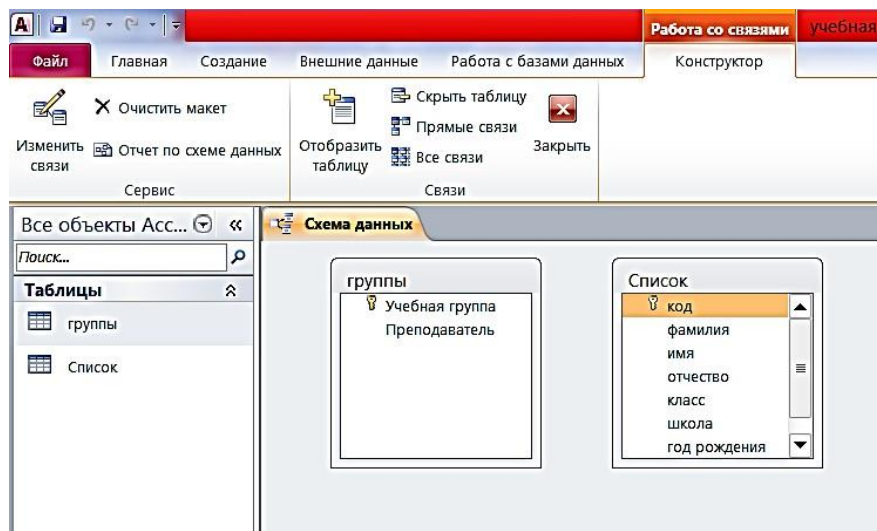 Работа со связями
учебная
Файл
Главная
Создание
Внешние данные
Работа с базами данных
Конструктор
Изменить связи
Очистить макет
Отчет по схеме данных
Сервис
Отобразить таблицу
Скрыть таблицу
Прямые связи
Все связи
Закрыть
Связи
Все объекты Acc...
Поиск...
Таблицы
группы
Список
Схема данных
группы
Учебная группа
Преподаватель
Список
код
фамилия
имя
отчество
класс
школа
год рождения